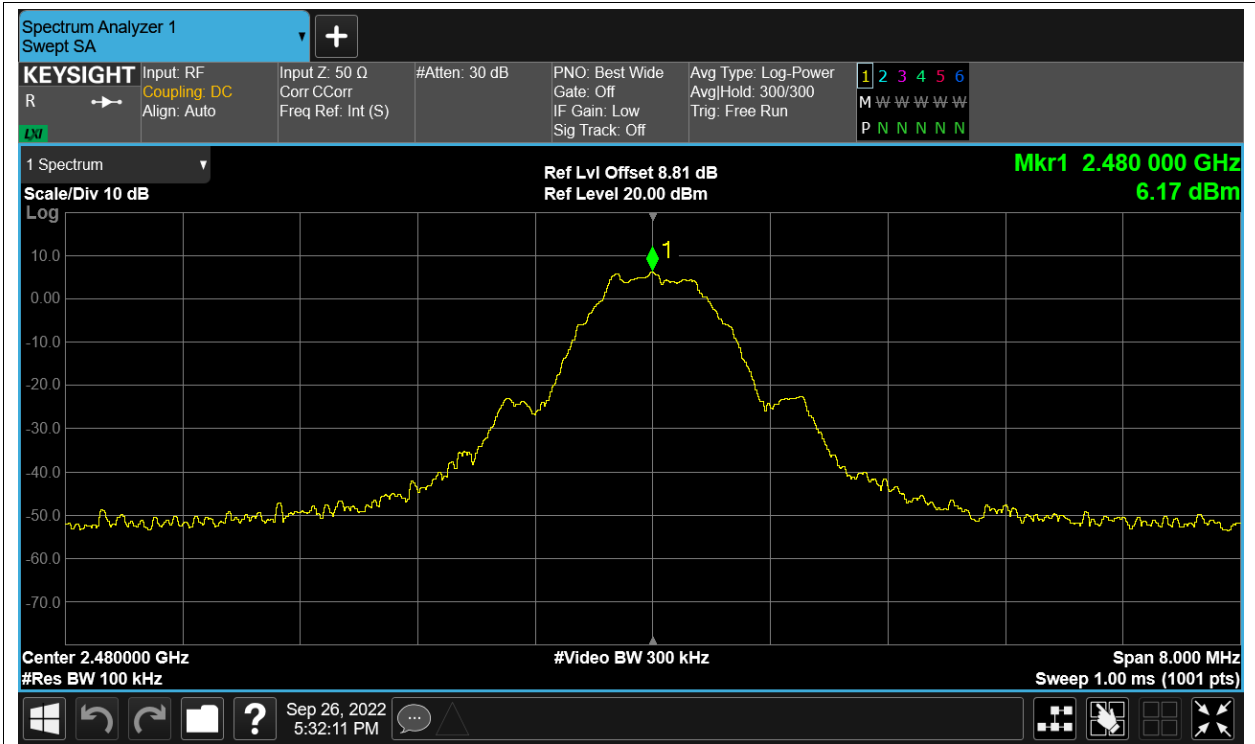 Spectrum Analyzer 1
Swept SA
KEYSIGHT
R
LXI
Input: RF
Coupling: DC
Align: Auto
Input Z: 50 Ω
Corr CCorr
Freq Ref: Int (S)
#Atten: 30 dB
PNO: Best Wide
Gate: Off
IF Gain: Low
Sig Track: Off
Avg Type: Log-Power
Avg|Hold: 300/300
Trig: Free Run
1 2 3 4 5 6
M W W W W W
P N N N N N
1 Spectrum
Scale/Div 10 dB
Log
Ref Lvl Offset 8.81 dB
Ref Level 20.00 dBm
Mkr1 2.480 000 GHz
6.17 dBm
1
10.0
0.00
-10.0
-20.0
-30.0
-40.0
-50.0
-60.0
-70.0
Center 2.480000 GHz
#Res BW 100 kHz
#Video BW 300 kHz
Span 8.000 MHz
Sweep 1.00 ms (1001 pts)
?
Sep 26, 2022
5:32:11 PM